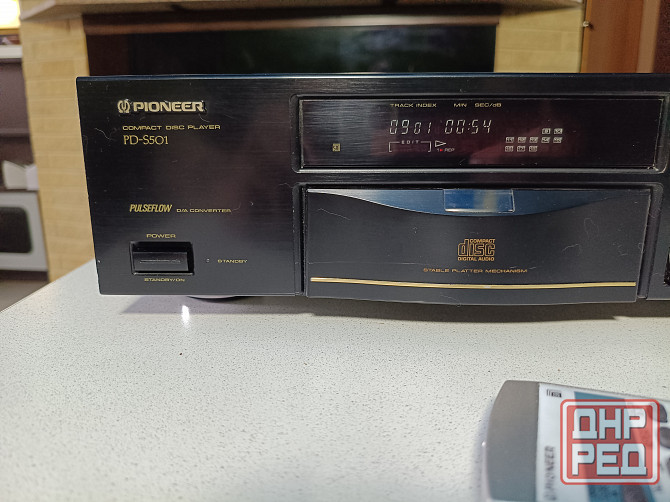 PIONEER
COMPACT DISC PLAYER
PD-S501
TRACK INDEX MIN SEC/dB
0901 00:54
EDIT
PULSEFLOW D/A CONVERTER
POWER
STANDBY
STANDBY/ON
COMPACT
disc
DIGITAL AUDIO
STABLE PLATTER MECHANISM
PIONEER
ДНР
РЕД